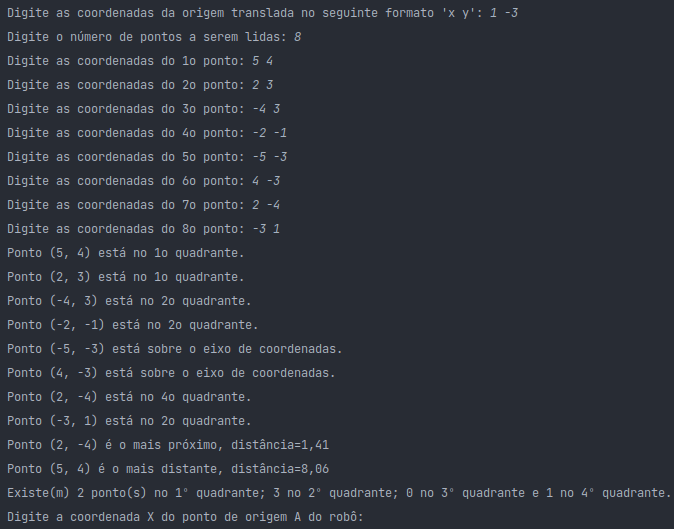 Digite as coordenadas da origem translada no seguinte formato 'x y': 1 -3
Digite o número de pontos a serem lidas: 8
Digite as coordenadas do 1o ponto: 5 4
Digite as coordenadas do 2o ponto: 2 3
Digite as coordenadas do 3o ponto: -4 3
Digite as coordenadas do 4o ponto: -2 -1
Digite as coordenadas do 5o ponto: -5 -3
Digite as coordenadas do 6o ponto: 4 -3
Digite as coordenadas do 7o ponto: 2 -4
Digite as coordenadas do 8o ponto: -3 1
Ponto (5, 4) está no 1o quadrante.
Ponto (2, 3) está no 1o quadrante.
Ponto (-4, 3) está no 2o quadrante.
Ponto (-2, -1) está no 2o quadrante.
Ponto (-5, -3) está sobre o eixo de coordenadas.
Ponto (4, -3) está sobre o eixo de coordenadas.
Ponto (2, -4) está no 4o quadrante.
Ponto (-3, 1) está no 2o quadrante.
Ponto (2, -4) é o mais próximo, distância=1,41
Ponto (5, 4) é o mais distante, distância=8,06
Existe(m) 2 ponto(s) no 1° quadrante; 3 no 2° quadrante; 0 no 3° quadrante e 1 no 4° quadrante.
Digite a coordenada X do ponto de origem A do robô: